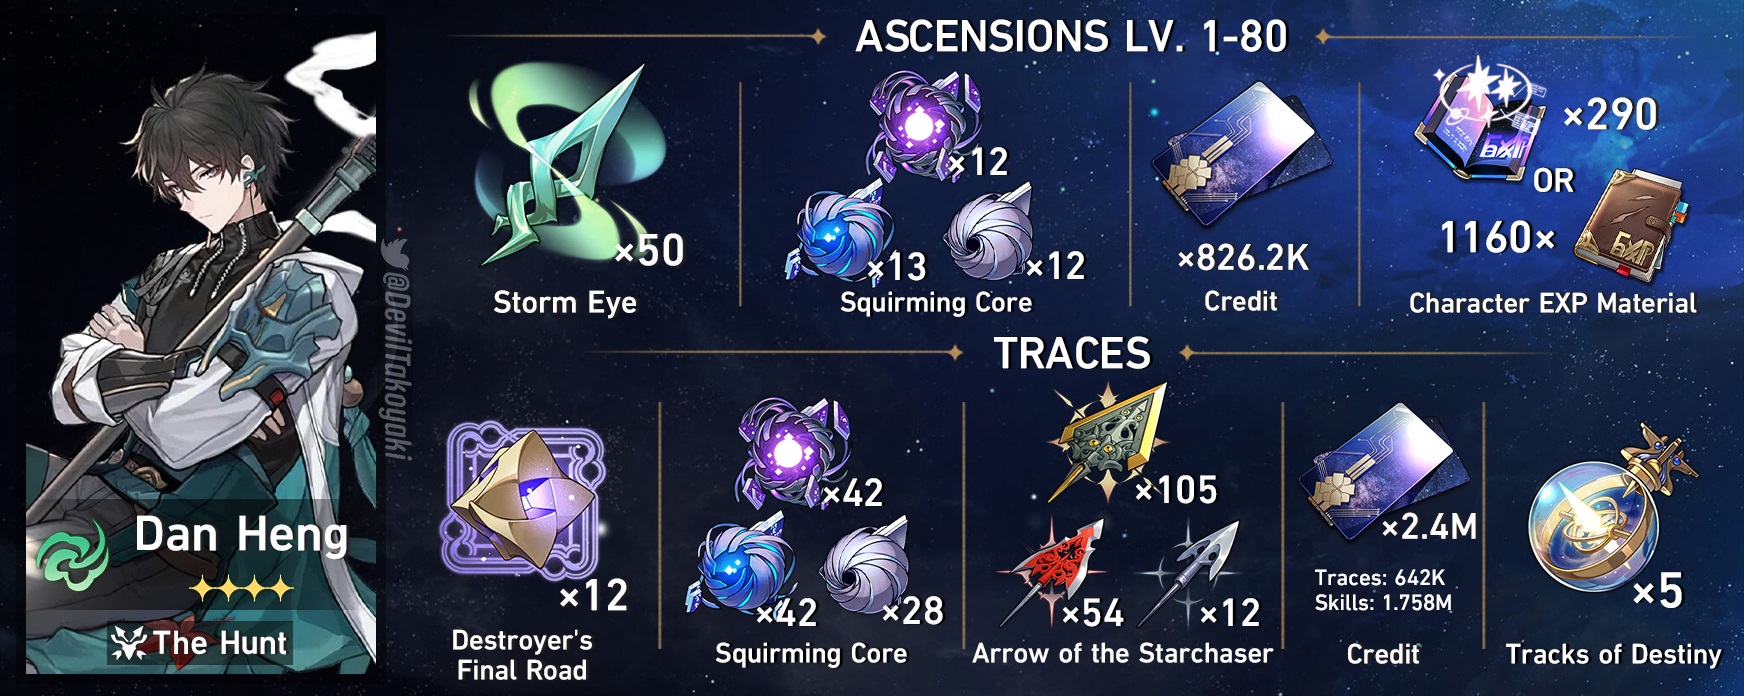 ASCENSIONS LV. 1-80
×50
Storm Eye
×12
×13
×12
Squirming Core
×826.2K
Credit
×290
OR
1160×
EXP
Character EXP Material
@DevilTakoyaki
TRACES
×12
Destroyer's
Final Road
×42
×42
×28
Squirming Core
×105
×54
×12
Arrow of the Starchaser
×2.4M
Traces: 642K
Skills: 1.758M
Credit
×5
Tracks of Destiny
Dan Heng
The Hunt